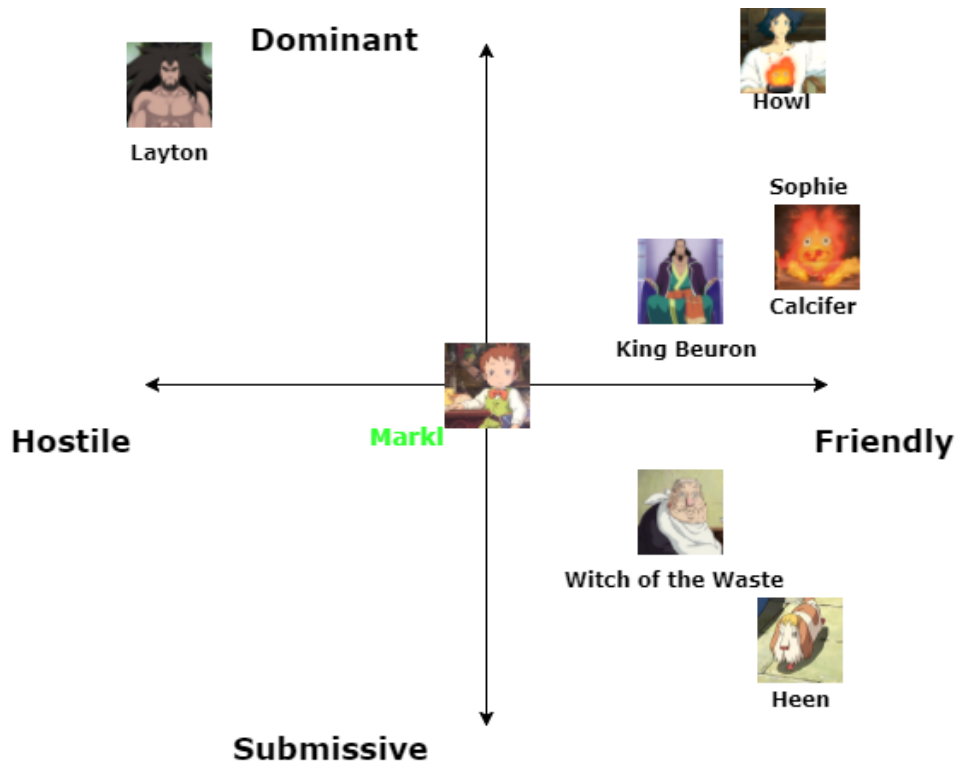 Dominant
Howl
Layton
Sophie
Calcifer
King Beuron
Markl
Hostile
Friendly
Witch of the Waste
Heen
Submissive